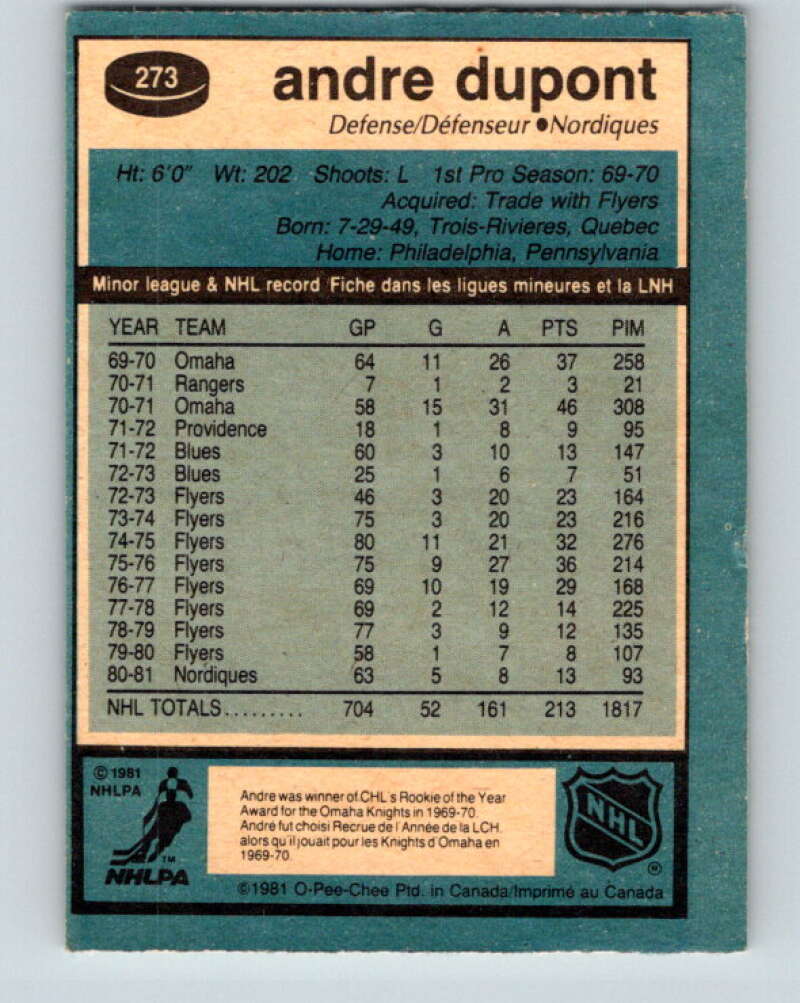 273
andre dupont
Defense/Défenseur •Nordiques
Ht: 6'0" Wt: 202 Shoots: L 1st Pro Season: 69-70
Acquired: Trade with Flyers
Born: 7-29-49, Trois-Rivieres, Quebec
Home: Philadelphia, Pennsylvania
Minor league & NHL record/Fiche dans les ligues mineures et la LNH
YEAR TEAM GP G A PTS PIM
69-70 Omaha 64 11 26 37 258
70-71 Rangers 7 1 2 3 21
70-71 Omaha 58 15 31 46 308
71-72 Providence 18 1 8 9 95
71-72 Blues 60 3 10 13 147
72-73 Blues 25 1 6 7 51
72-73 Flyers 46 3 20 23 164
73-74 Flyers 75 3 20 23 216
74-75 Flyers 80 11 21 32 276
75-76 Flyers 75 9 27 36 214
76-77 Flyers 69 10 19 29 168
77-78 Flyers 69 2 12 14 225
78-79 Flyers 77 3 9 12 135
79-80 Flyers 58 1 7 8 107
80-81 Nordiques 63 5 8 13 93
NHL TOTALS......... 704 52 161 213 1817
© 1981
NHLPA
TM
NHLPA
Andre was winner of CHL's Rookie of the Year
Award for the Omaha Knights in 1969-70.
André fut choisi Recrue de l'Année de la LCH
alors qu'il jouait pour les Knights d'Omaha en
1969-70.
NHL
®
©1981 O-Pee-Chee Ptd. in Canada/Imprimé au Canada